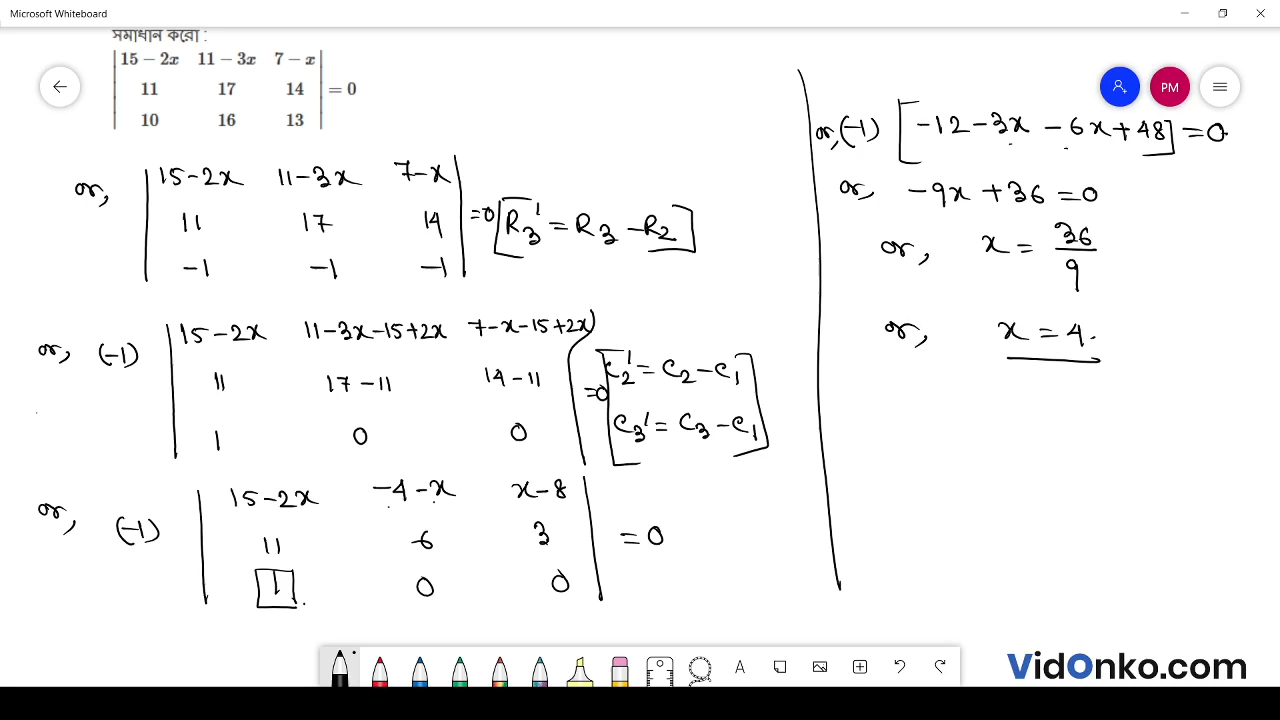 Microsoft Whiteboard
সমাধান করো :
| 15 − 2x 11 − 3x 7 − x |
| 11 17 14 | = 0
| 10 16 13 |
PM
or, | 15-2x 11-3x 7-x |
| 11 17 14 | =0 [R₃' = R₃ - R₂]
| -1 -1 -1 |
or, (-1) | 15-2x 11-3x-15+2x 7-x-15+2x |
| 11 17-11 14-11 | =0 [C₂' = C₂ - C₁
| 1 0 0 | C₃' = C₃ - C₁]
or, (-1) | 15-2x -4-x x-8 |
| 11 6 3 | = 0
| 1 0 0 |
or, (-1) [-12-3x -6x+48] =0
or, -9x + 36 = 0
or, x = 36/9
or, x = 4.
A
VidOnko.com